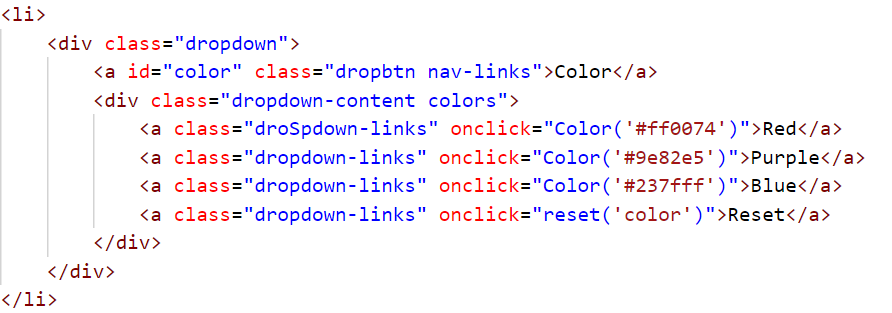 <li>
    <div class="dropdown">
        <a id="color" class="dropbtn nav-links">Color</a>
        <div class="dropdown-content colors">
            <a class="droSpdown-links" onclick="Color('#ff0074')">Red</a>
            <a class="dropdown-links" onclick="Color('#9e82e5')">Purple</a>
            <a class="dropdown-links" onclick="Color('#237fff')">Blue</a>
            <a class="dropdown-links" onclick="reset('color')">Reset</a>
        </div>
    </div>
</li>